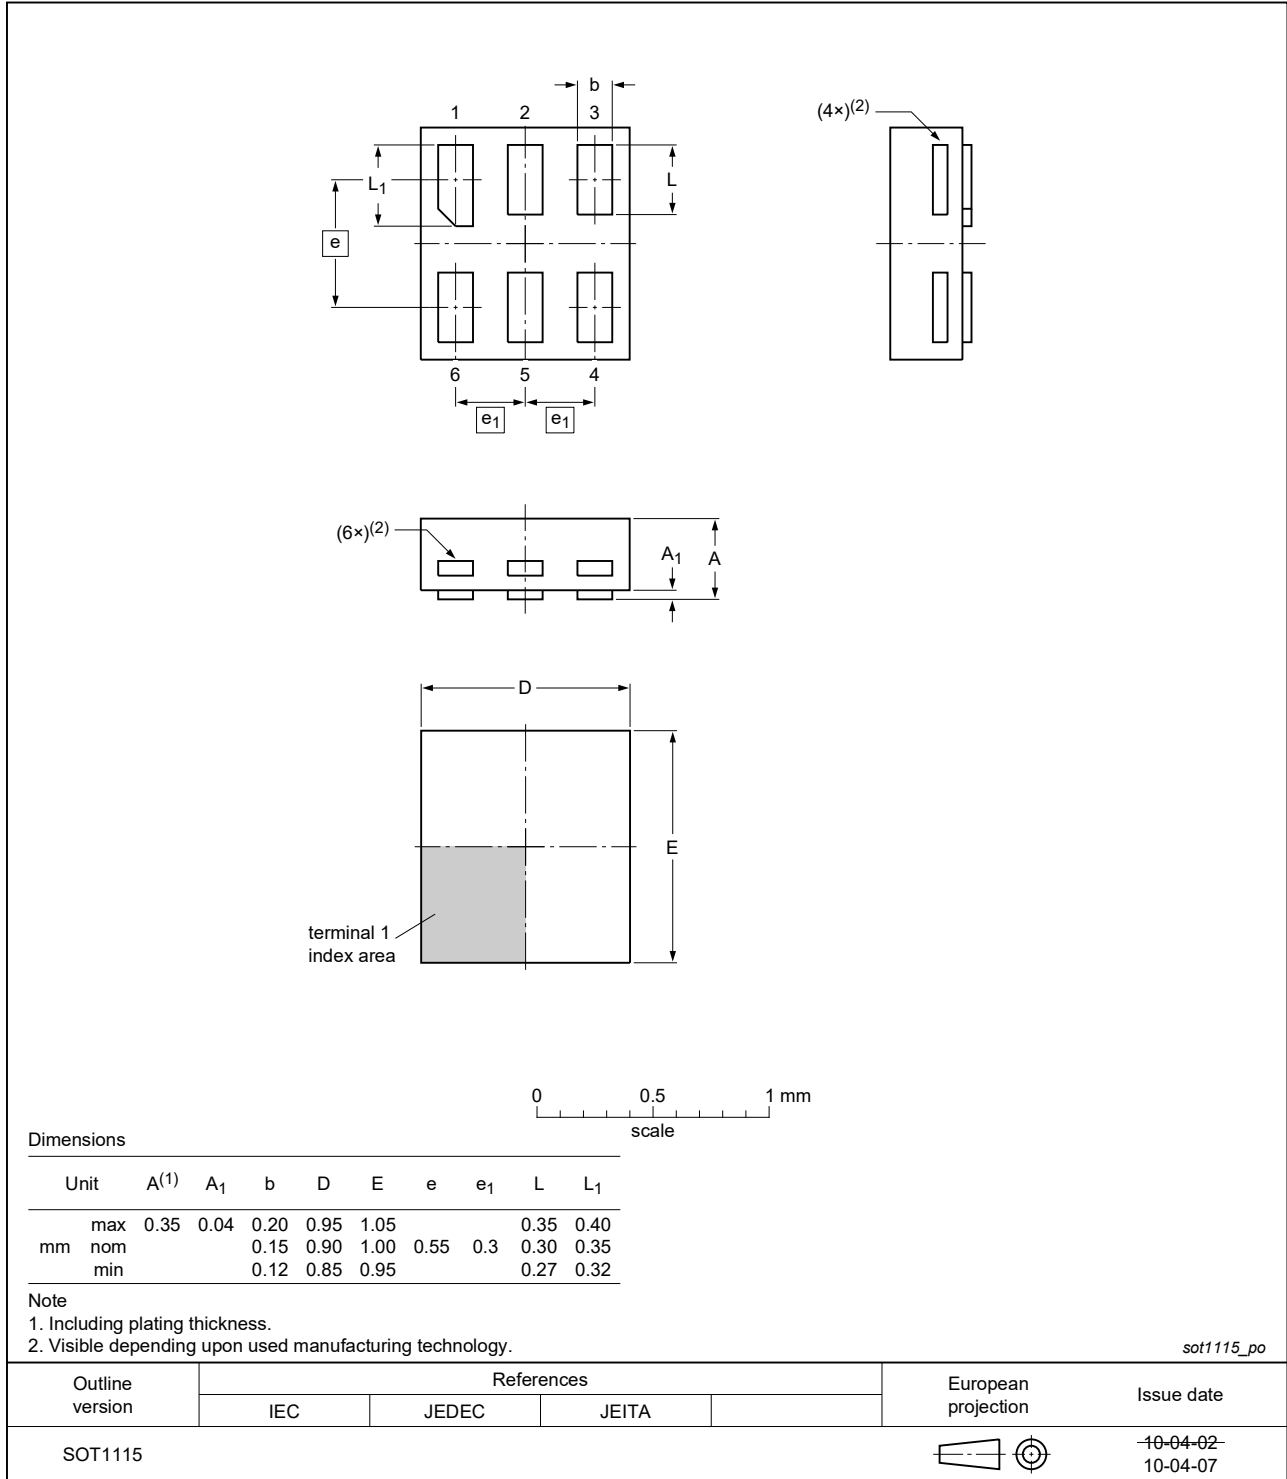 b
1 2 3
(4×)(2)
L1
L
e
6 5 4
e1 e1
(6×)(2)
A1 A
D
E
terminal 1
index area
0 0.5 1 mm
scale
Dimensions
Unit A(1) A1 b D E e e1 L L1
max 0.35 0.04 0.20 0.95 1.05 0.35 0.40
mm nom 0.15 0.90 1.00 0.55 0.3 0.30 0.35
min 0.12 0.85 0.95 0.27 0.32
Note
1. Including plating thickness.
2. Visible depending upon used manufacturing technology.
sot1115_po
Outline
version
References
IEC JEDEC JEITA
European
projection
Issue date
SOT1115
10-04-02
10-04-07